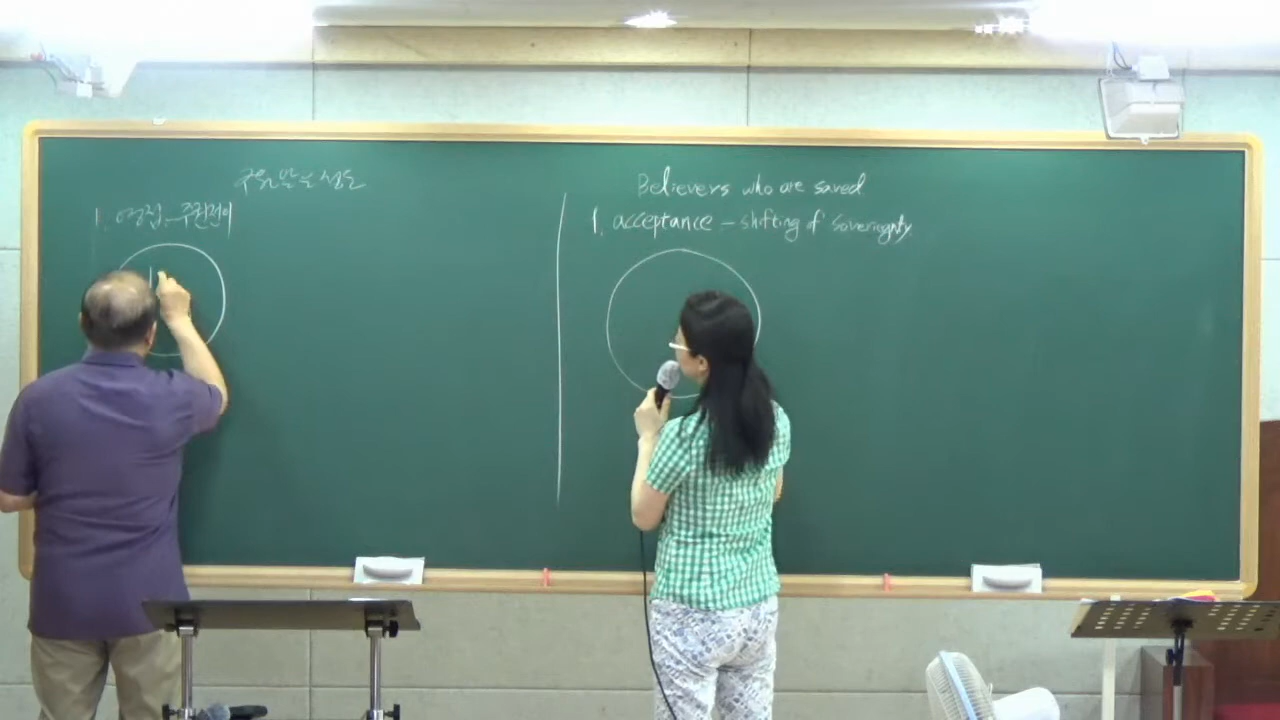 구원 받은 성도
1. 영접 - 주권전이
Believers who are saved
1. acceptance - shifting of sovereignty